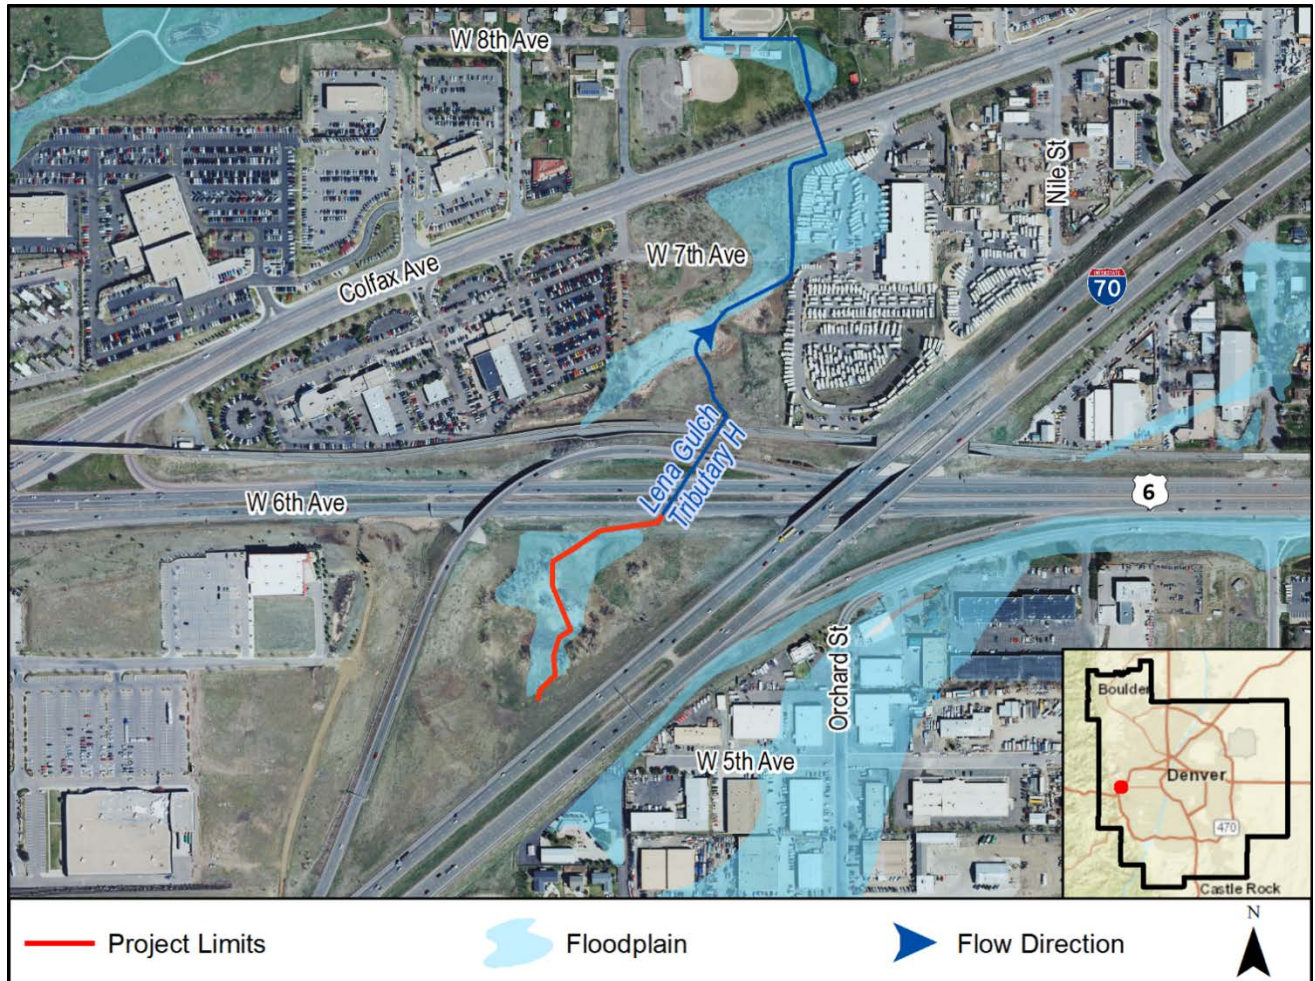 W 8th Ave
Nile St
W 7th Ave
Colfax Ave
70
Lena Gulch
Tributary H
W 6th Ave
6
Orchard St
W 5th Ave
Boulder
Denver
470
Castle Rock
Project Limits
Floodplain
Flow Direction
N